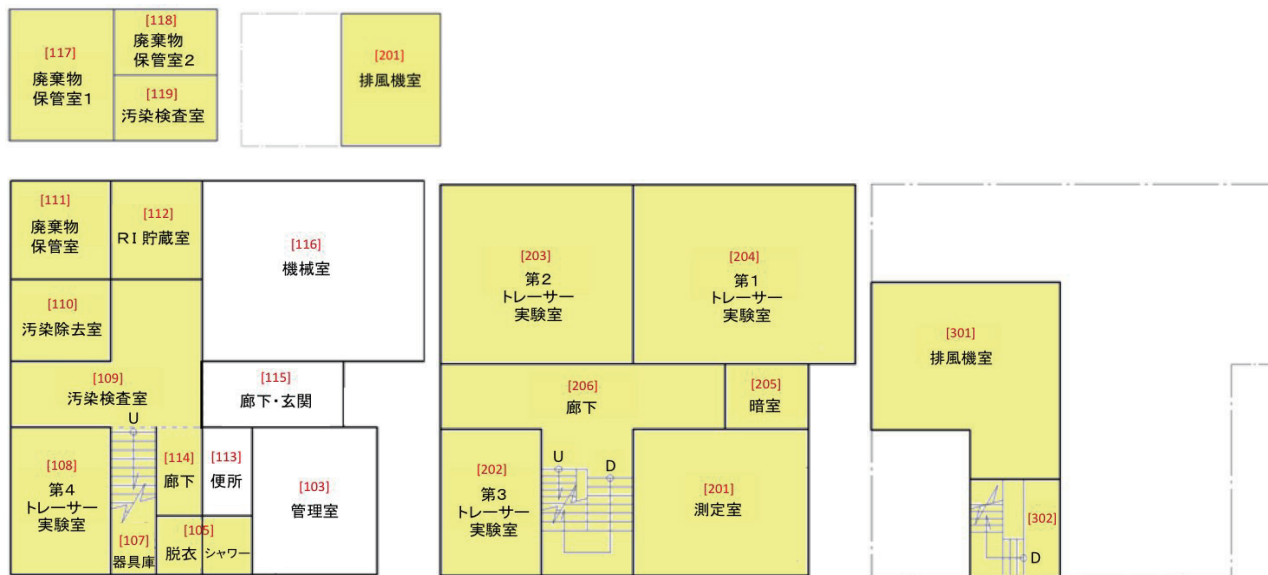 [117]
廃棄物
保管室1
[118]
廃棄物
保管室2
[119]
汚染検査室
[201]
排風機室
[111]
廃棄物
保管室
[112]
RI貯蔵室
[116]
機械室
[110]
汚染除去室
[109]
汚染検査室
[115]
廊下・玄関
U
[108]
第4
トレーサー
実験室
[114]
廊下
[113]
便所
[103]
管理室
[107]
器具庫
[105]
脱衣
シャワー
[203]
第2
トレーサー
実験室
[204]
第1
トレーサー
実験室
[206]
廊下
[205]
暗室
[202]
第3
トレーサー
実験室
U
D
[201]
測定室
[301]
排風機室
[302]
D